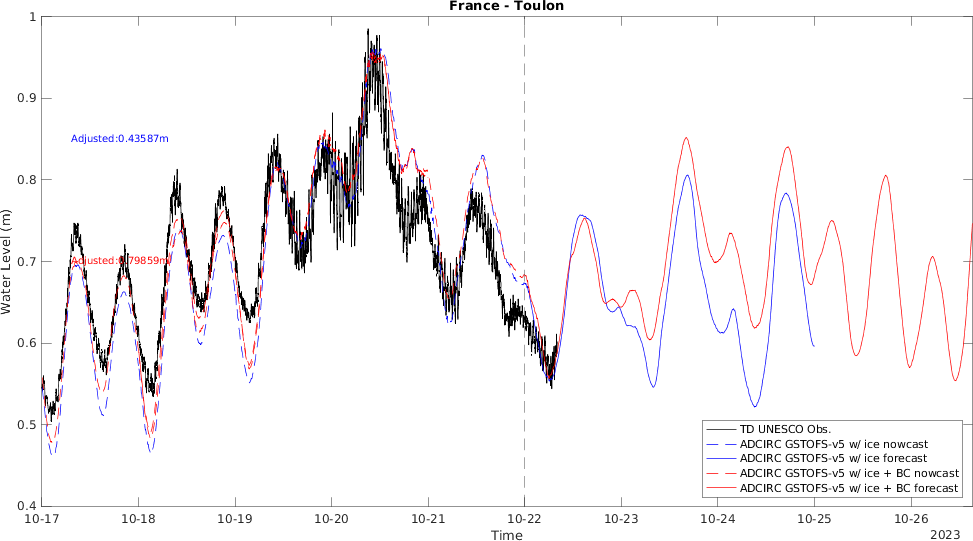 France - Toulon
Water Level (m)
1
0.9
0.8
0.7
0.6
0.5
0.4
Adjusted:0.43587m
Adjusted:0.79859m
TD UNESCO Obs.
ADCIRC GSTOFS-v5 w/ ice nowcast
ADCIRC GSTOFS-v5 w/ ice forecast
ADCIRC GSTOFS-v5 w/ ice + BC nowcast
ADCIRC GSTOFS-v5 w/ ice + BC forecast
10-17 10-18 10-19 10-20 10-21 10-22 10-23 10-24 10-25 10-26
Time
2023